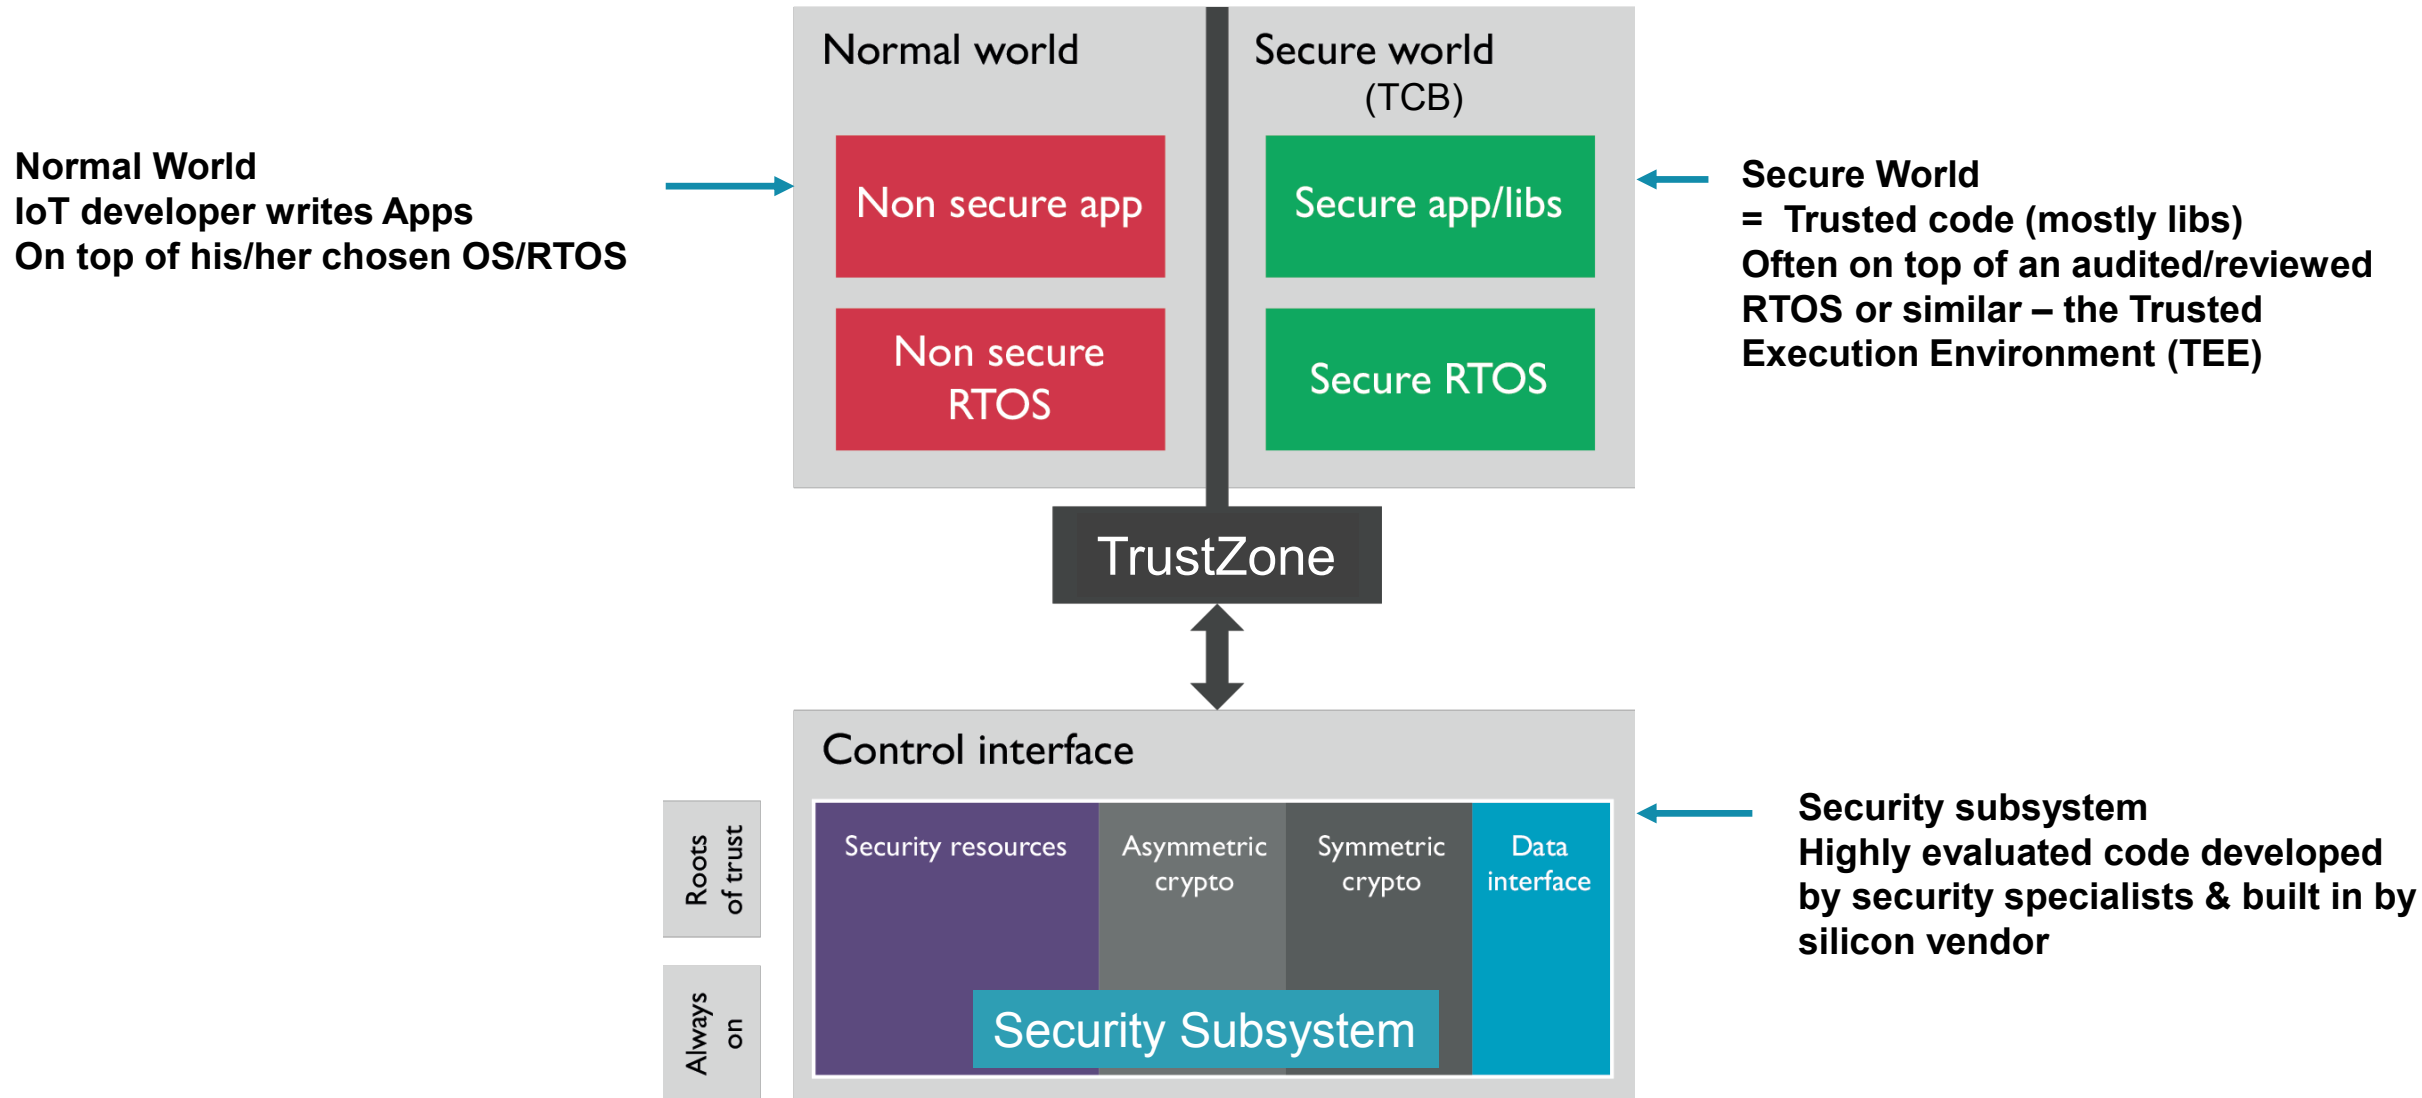 Normal world
Secure world
(TCB)
Normal World
IoT developer writes Apps
On top of his/her chosen OS/RTOS
Non secure app
Secure app/libs
Non secure
RTOS
Secure RTOS
Secure World
= Trusted code (mostly libs)
Often on top of an audited/reviewed
RTOS or similar – the Trusted
Execution Environment (TEE)
TrustZone
Control interface
Roots
of trust
Always
on
Security resources
Asymmetric
crypto
Symmetric
crypto
Data
interface
Security Subsystem
Security subsystem
Highly evaluated code developed
by security specialists & built in by
silicon vendor